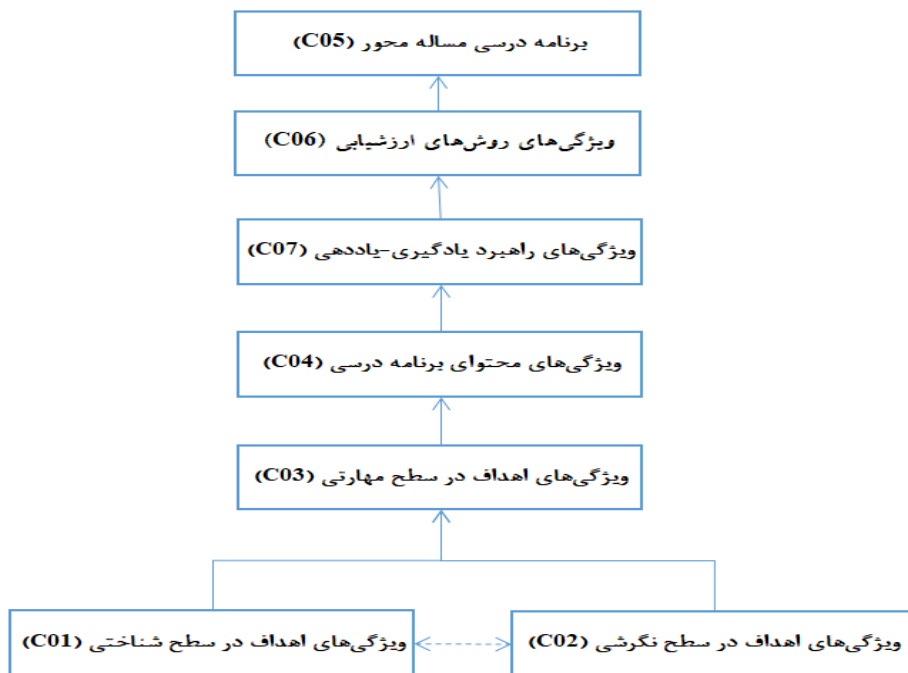 برنامه درسی مساله محور (C05)
ویژگی‌های روش‌های ارزشیابی (C06)
ویژگی‌های راهبرد یادگیری-یاددهی (C07)
ویژگی‌های محتوای برنامه درسی (C04)
ویژگی‌های اهداف در سطح مهارتی (C03)
ویژگی‌های اهداف در سطح نگرشی (C02)
ویژگی‌های اهداف در سطح شناختی (C01)